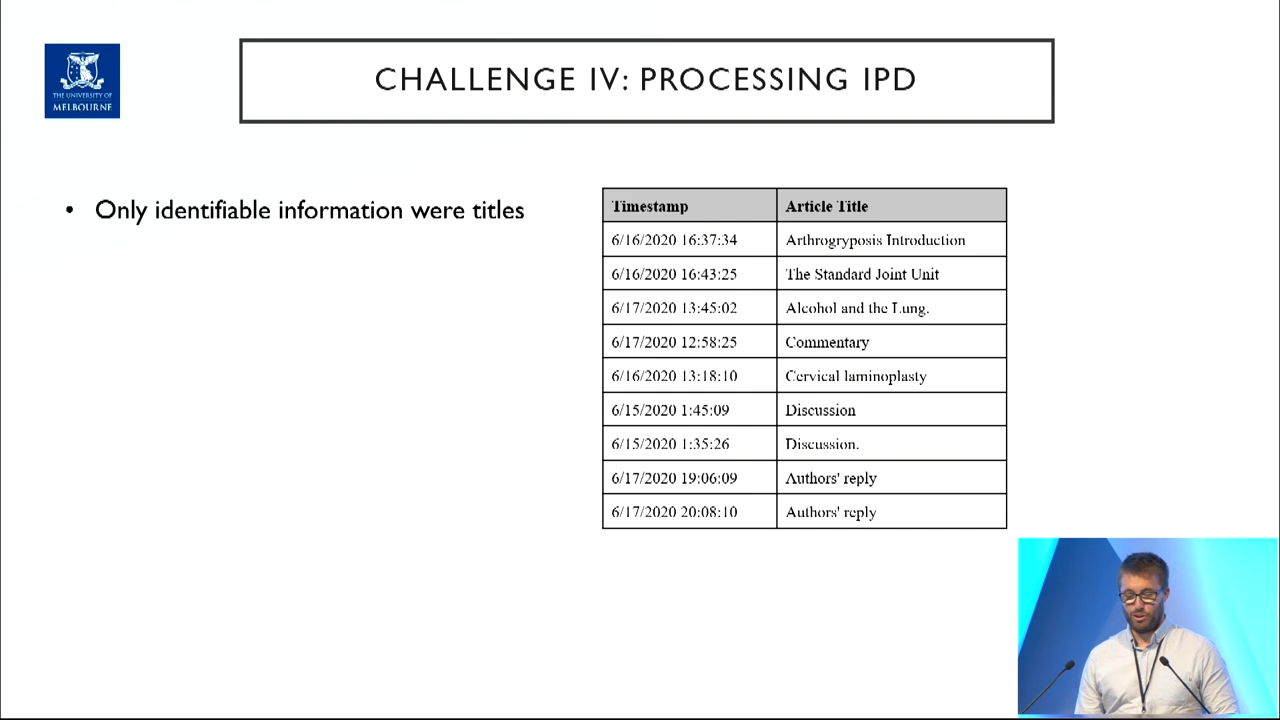 THE UNIVERSITY OF
MELBOURNE
CHALLENGE IV: PROCESSING IPD
• Only identifiable information were titles
Timestamp Article Title
6/16/2020 16:37:34 Arthrogryposis Introduction
6/16/2020 16:43:25 The Standard Joint Unit
6/17/2020 13:45:02 Alcohol and the Lung.
6/17/2020 12:58:25 Commentary
6/16/2020 13:18:10 Cervical laminoplasty
6/15/2020 1:45:09 Discussion
6/15/2020 1:35:26 Discussion.
6/17/2020 19:06:09 Authors' reply
6/17/2020 20:08:10 Authors' reply